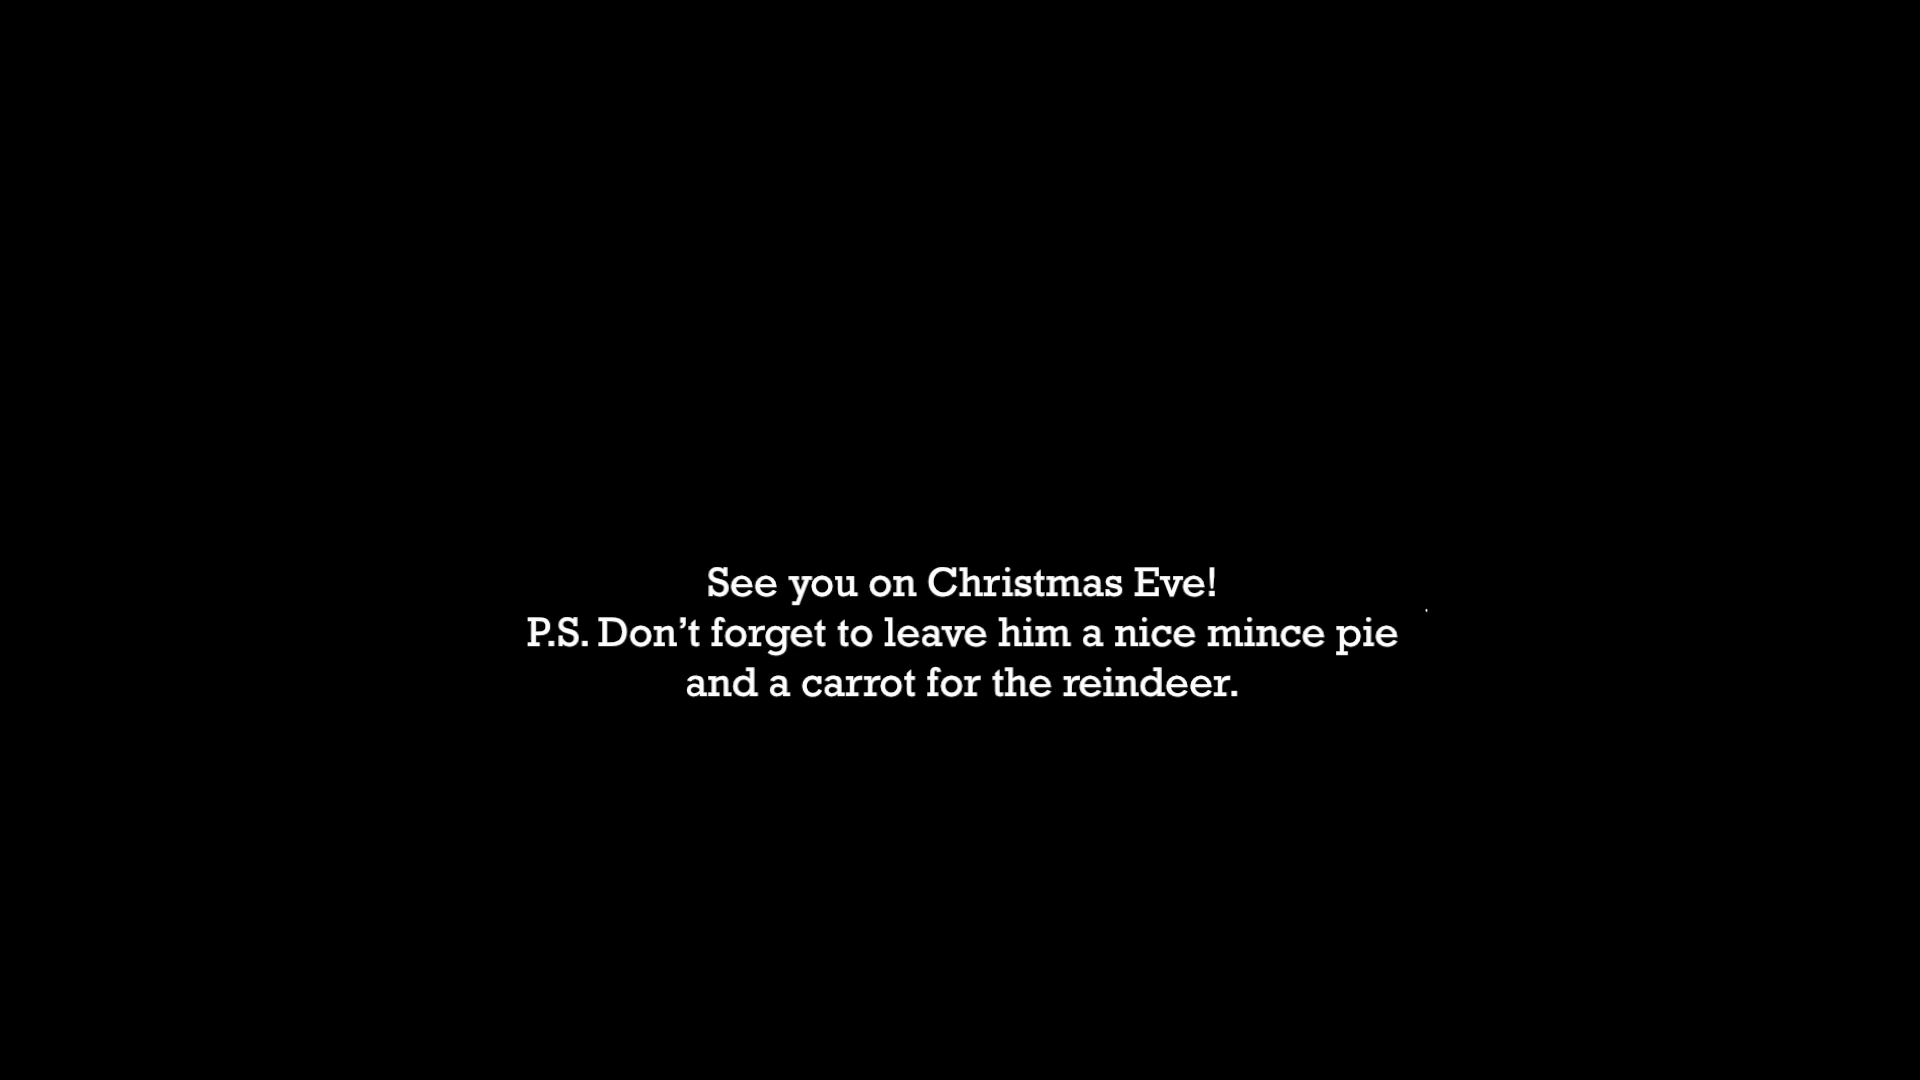 See you on Christmas Eve!
P.S. Don’t forget to leave him a nice mince pie
and a carrot for the reindeer.